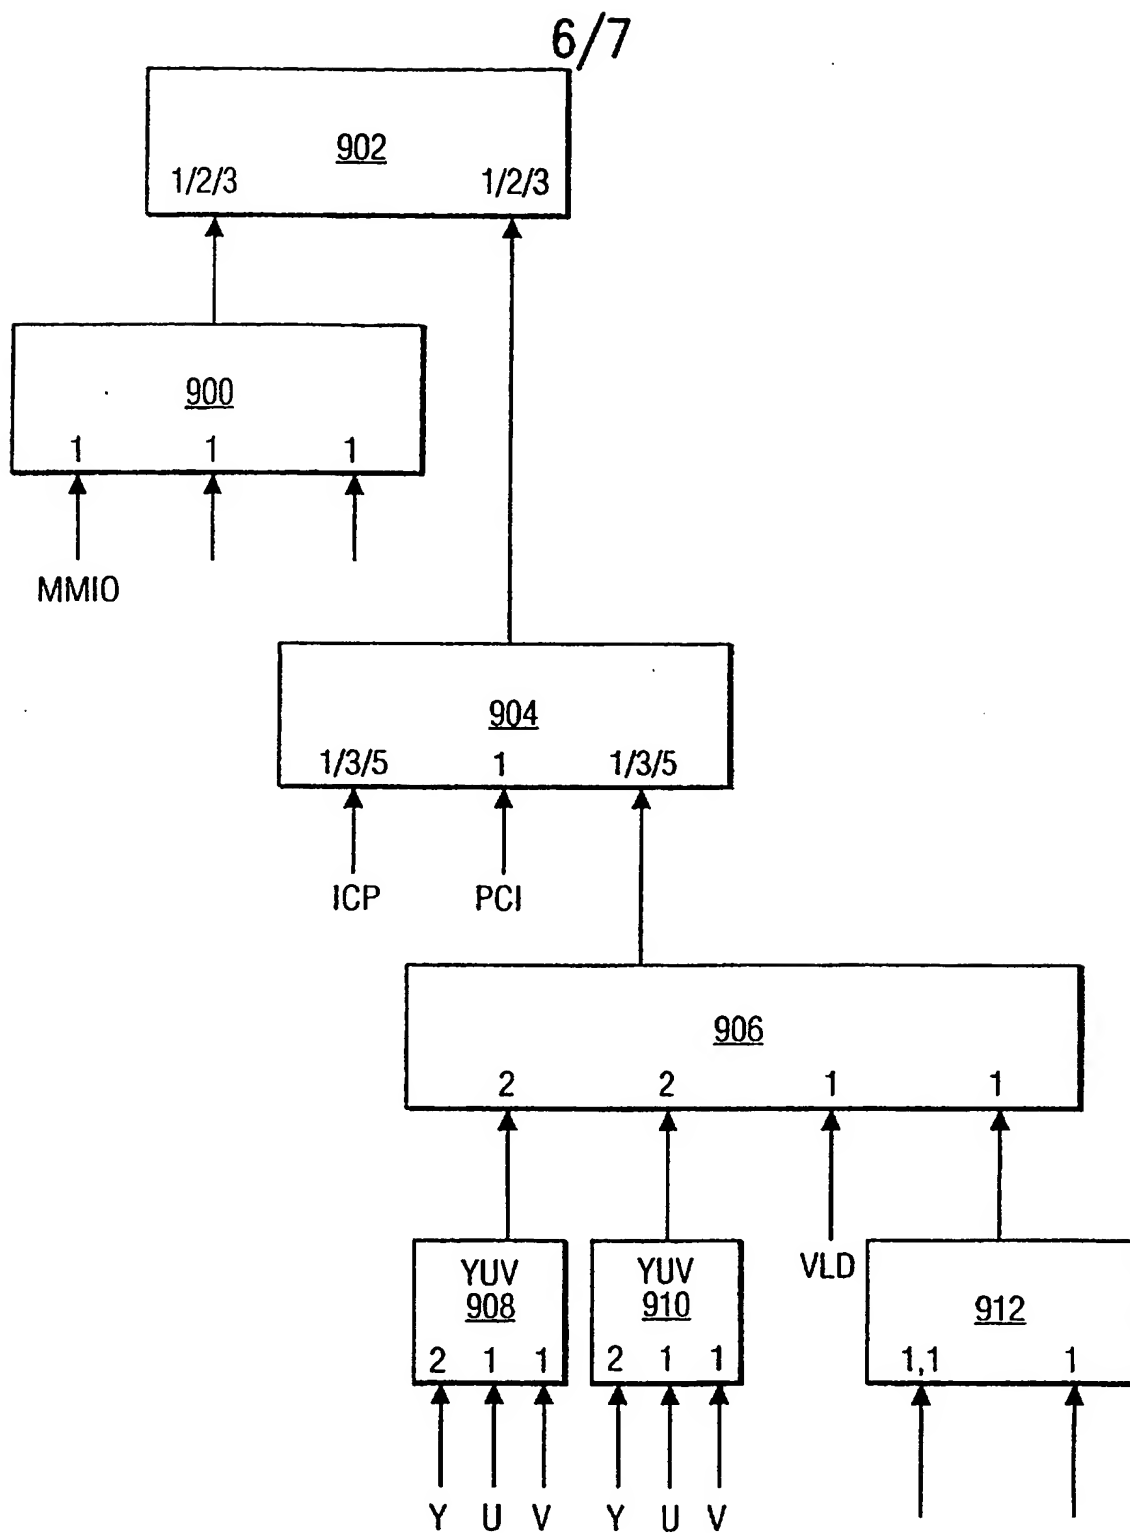 6/7
902
1/2/3 1/2/3
900
1 1 1
MMIO
904
1/3/5 1 1/3/5
ICP PCI
906
2 2 1 1
YUV YUV VLD
908 910 912
2 1 1 2 1 1 1,1 1
Y U V Y U V